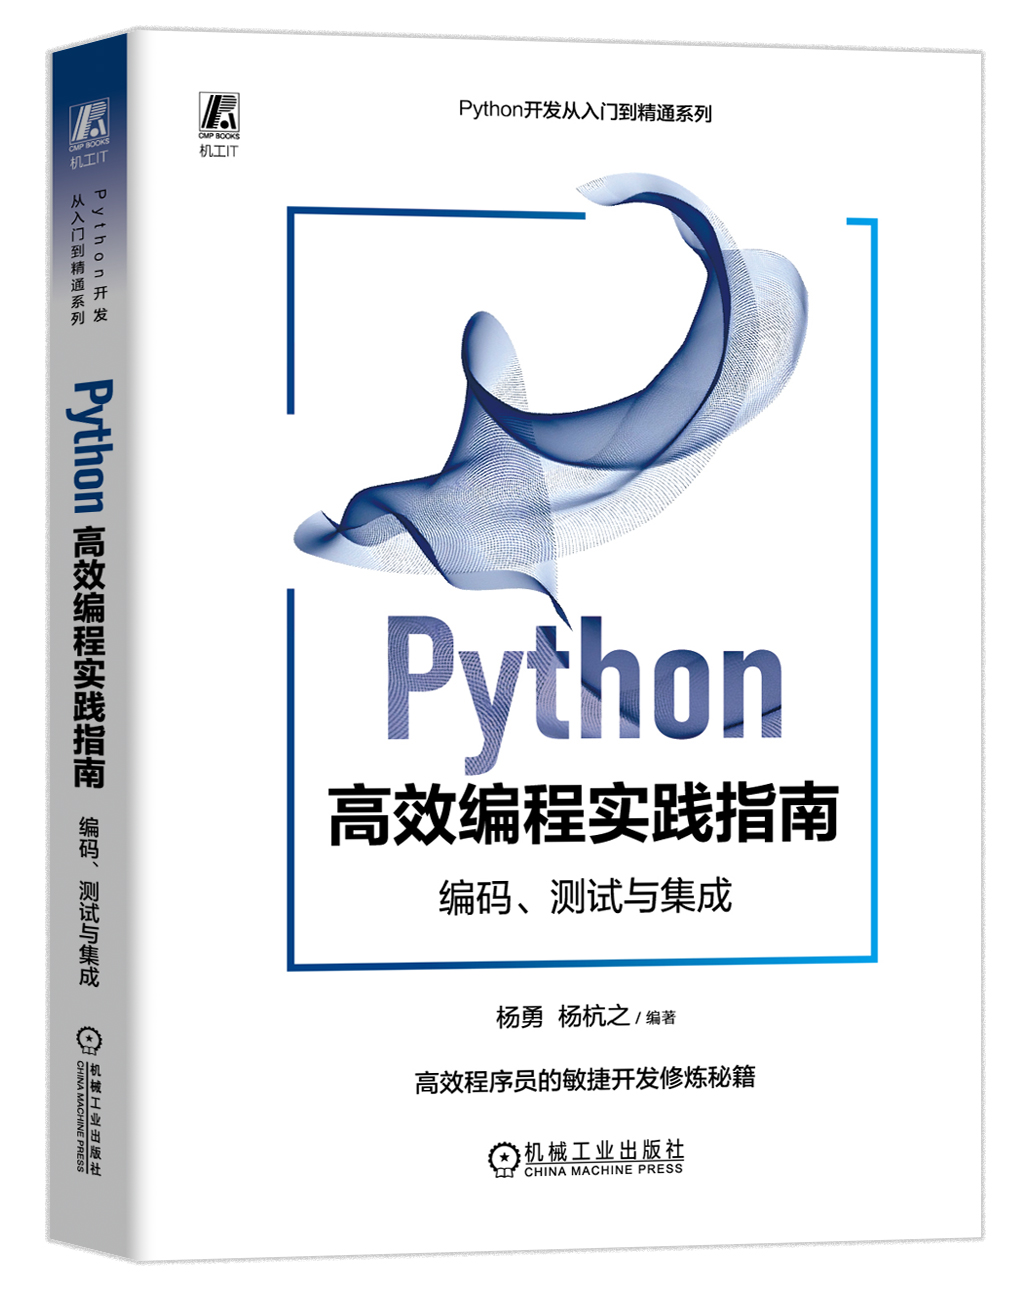 CMP BOOKS
机工IT
Python开发
从入门到精通系列
Python高效编程实践指南
编码、测试与集成
机械工业出版社
CHINA MACHINE PRESS
CMP BOOKS
机工IT
Python开发从入门到精通系列
Python
高效编程实践指南
编码、测试与集成
杨勇 杨杭之/编著
高效程序员的敏捷开发修炼秘籍
机械工业出版社
CHINA MACHINE PRESS